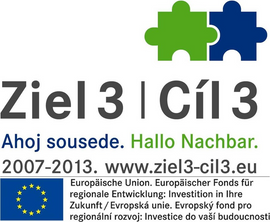 Ziel 3 | Cíl 3
Ahoj sousede. Hallo Nachbar.
2007-2013. www.ziel3-cil3.eu
Europäische Union. Europäischer Fonds für
regionale Entwicklung: Investition in Ihre
Zukunft / Evropská unie. Evropský fond pro
regionální rozvoj: Investice do vaší budoucnosti